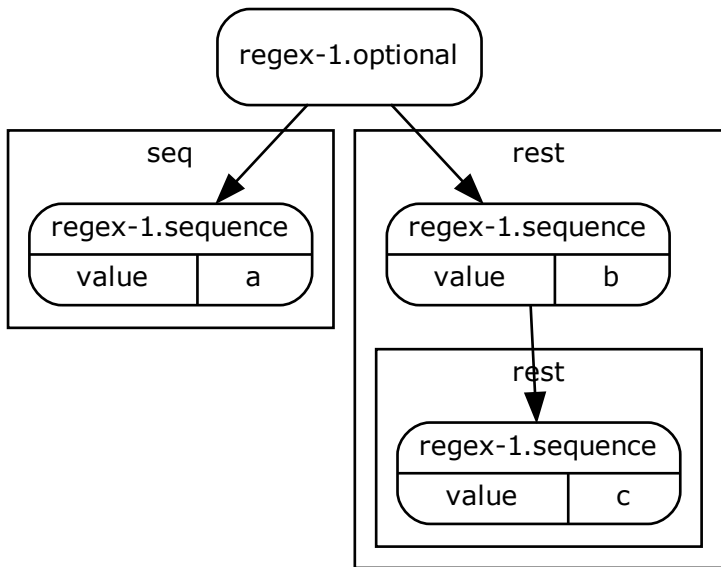 regex-1.optional
seq
rest
regex-1.sequence
value a
regex-1.sequence
value b
rest
regex-1.sequence
value c